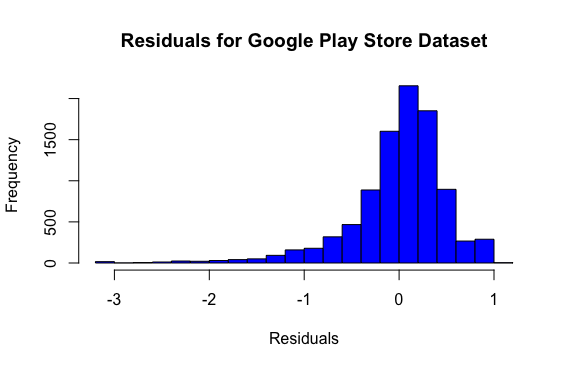 Residuals for Google Play Store Dataset
Frequency
1500
500
0
-3
-2
-1
0
1
Residuals